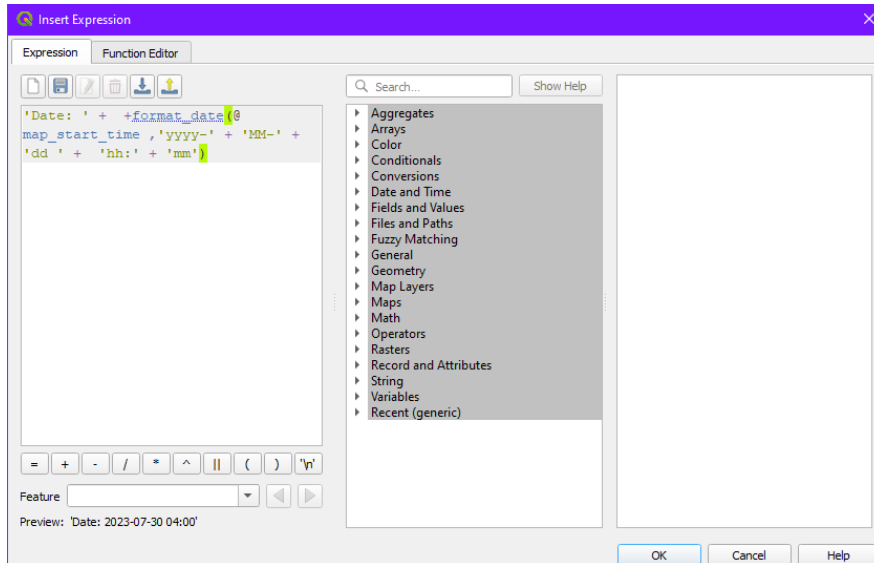 Insert Expression
Expression
Function Editor
Search...
Show Help
'Date: ' +  +format_date(@
map_start_time ,'yyyy-' + 'MM-' +
'dd ' +  'hh:' + 'mm')
Aggregates
Arrays
Color
Conditionals
Conversions
Date and Time
Fields and Values
Files and Paths
Fuzzy Matching
General
Geometry
Map Layers
Maps
Math
Operators
Rasters
Record and Attributes
String
Variables
Recent (generic)
= + - / * ^ || ( ) '\n'
Feature
Preview: 'Date: 2023-07-30 04:00'
OK
Cancel
Help